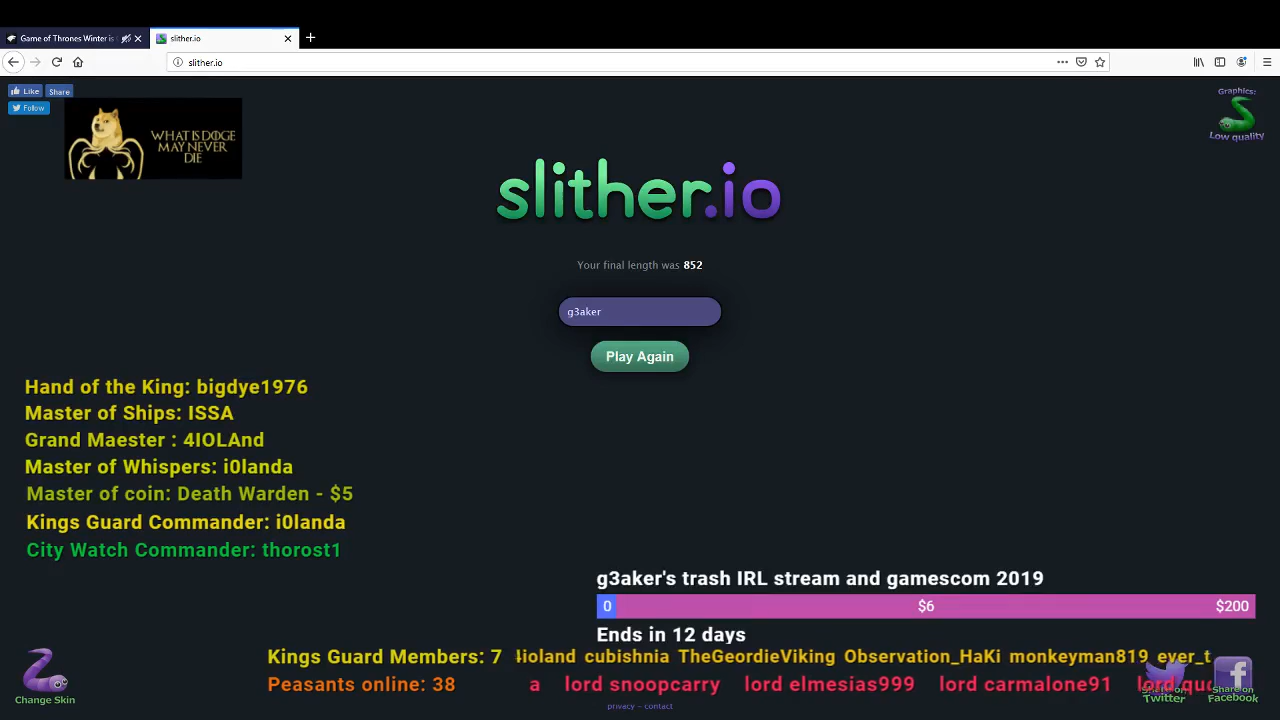 Game of Thrones Winter is
slither.io
slither.io
Like
Share
Follow
WHAT IS DOGE
MAY NEVER
DIE
Graphics:
Low quality
slither.io
Your final length was 852
g3aker
Play Again
Hand of the King: bigdye1976
Master of Ships: ISSA
Grand Maester : 4IOLAnd
Master of Whispers: i0landa
Master of coin: Death Warden - $5
Kings Guard Commander: i0landa
City Watch Commander: thorost1
g3aker's trash IRL stream and gamescom 2019
0 $6 $200
Ends in 12 days
Kings Guard Members: 7 4ioland cubishnia TheGeordieViking Observation_HaKi monkeyman819 ever_t
Peasants online: 38 a lord snoopcarry lord elmesias999 lord carmalone91 lord
Change Skin
Share on
Twitter
Share on
Facebook
privacy - contact